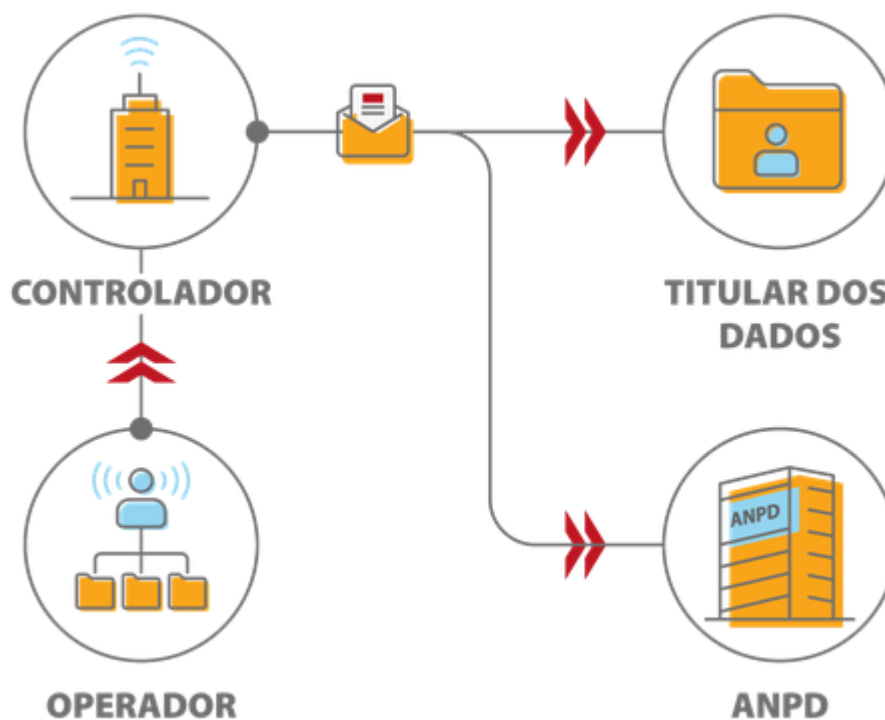 CONTROLADOR
TITULAR DOS
DADOS
ANPD
OPERADOR
ANPD